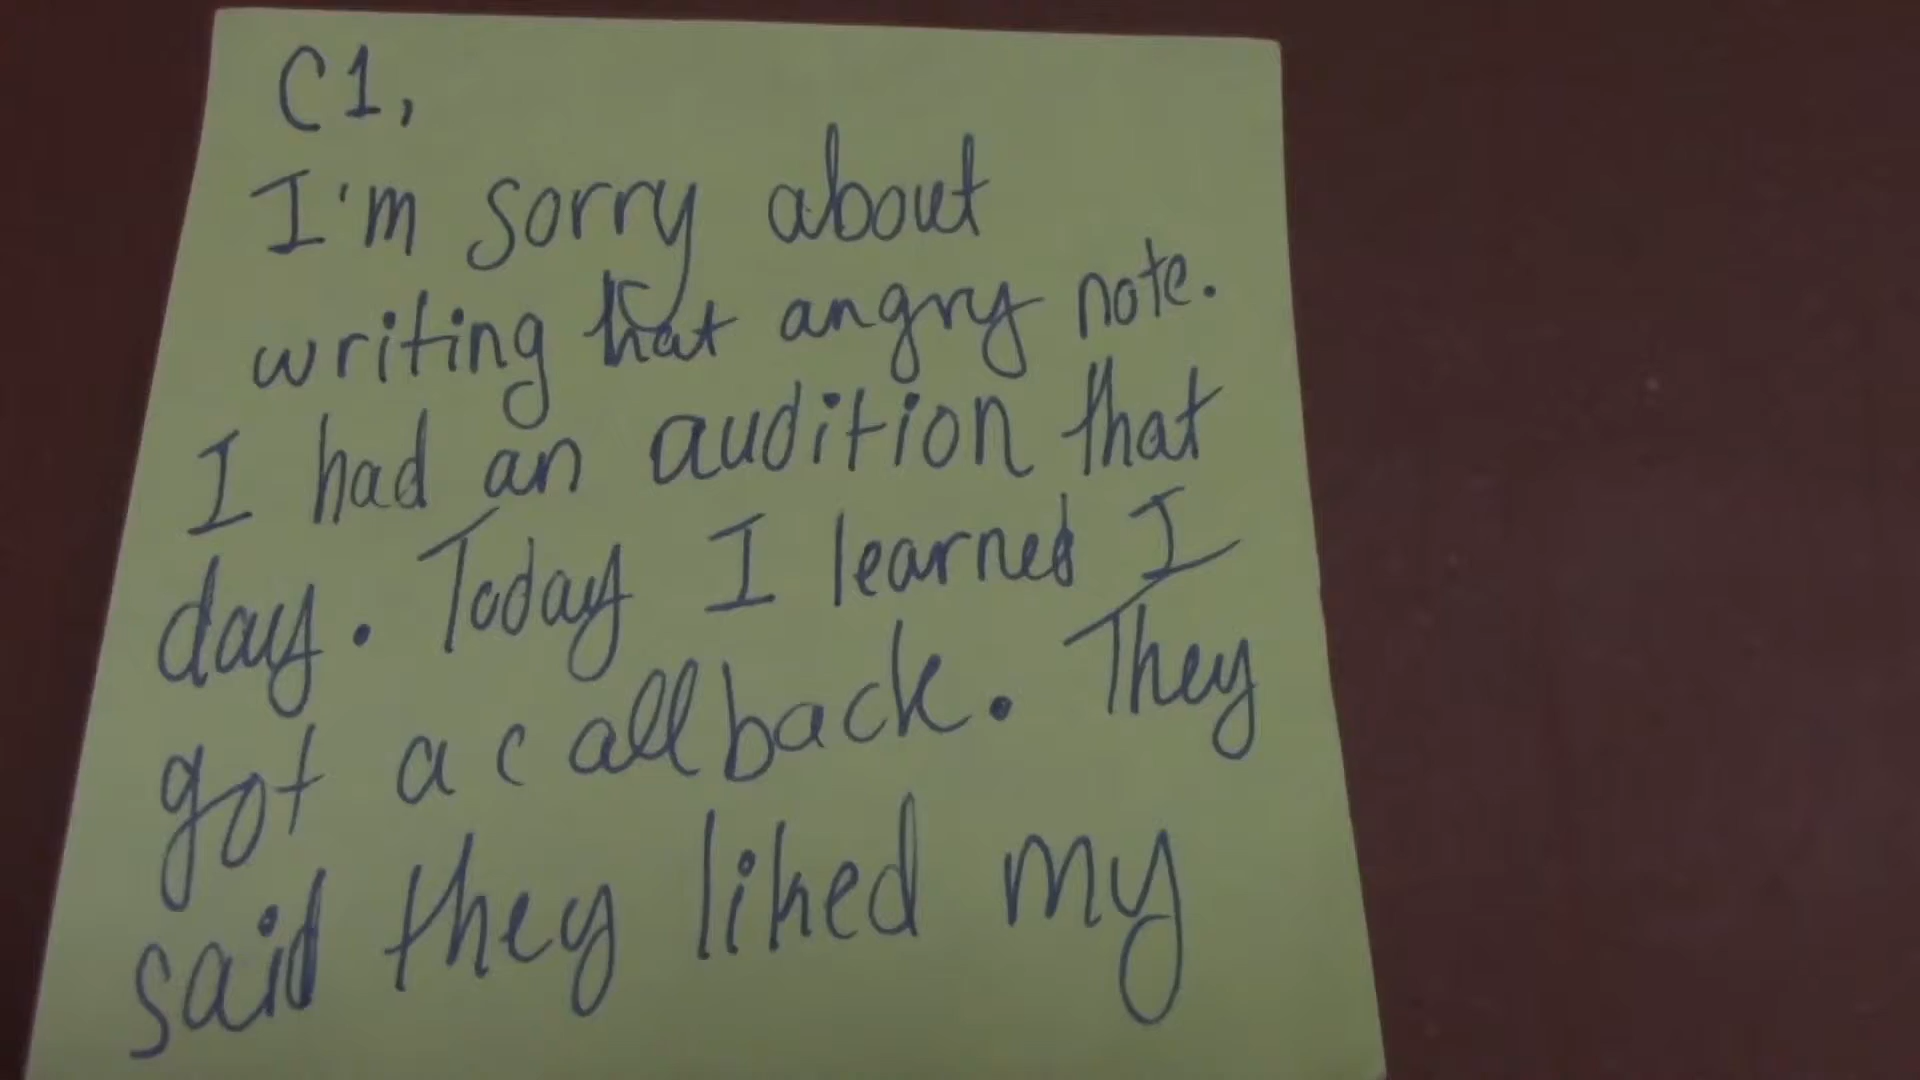 C1,
I'm sorry about
writing that angry note.
I had an audition that
day. Today I learned I
got a callback. They
said they liked my